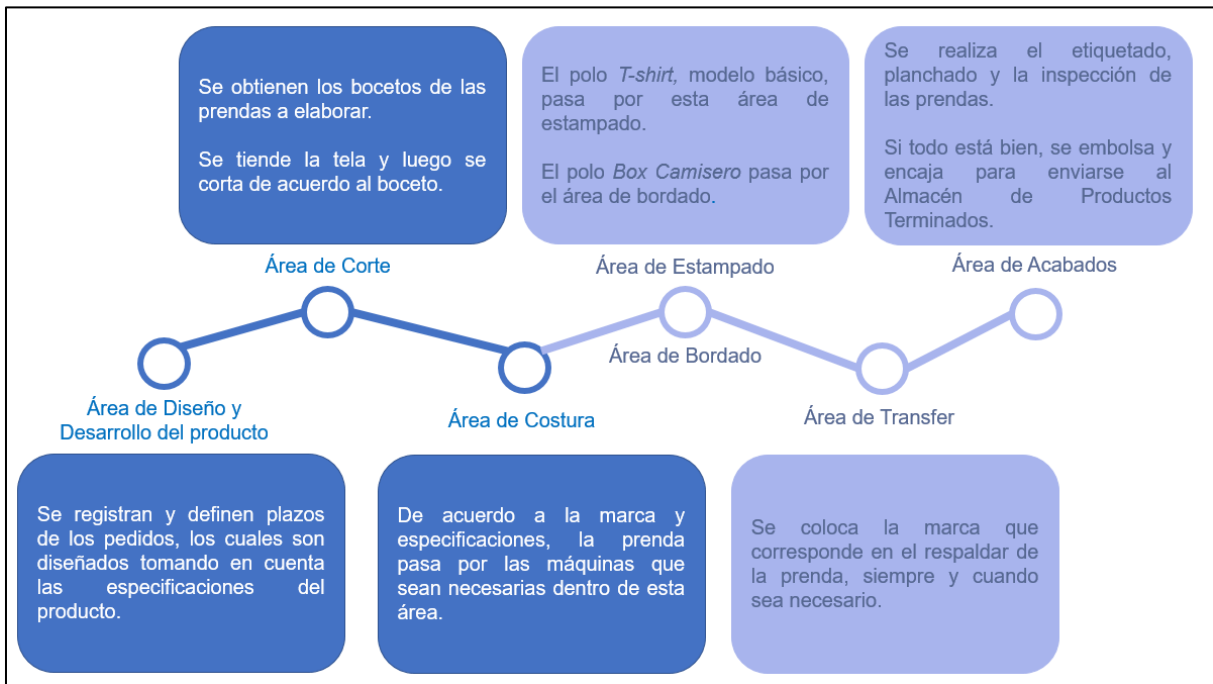 Se obtienen los bocetos de las
prendas a elaborar.
Se tiende la tela y luego se
corta de acuerdo al boceto.
El polo T-shirt, modelo básico,
pasa por esta área de
estampado.
El polo Box Camisero pasa por
el área de bordado.
Se realiza el etiquetado,
planchado y la inspección de
las prendas.
Si todo está bien, se embolsa y
encaja para enviarse al
Almacén de Productos
Terminados.
Área de Corte
Área de Estampado
Área de Acabados
Área de Bordado
Área de Diseño y
Desarrollo del producto
Área de Costura
Área de Transfer
Se registran y definen plazos
de los pedidos, los cuales son
diseñados tomando en cuenta
las especificaciones del
producto.
De acuerdo a la marca y
especificaciones, la prenda
pasa por las máquinas que
sean necesarias dentro de esta
área.
Se coloca la marca que
corresponde en el respaldar de
la prenda, siempre y cuando
sea necesario.